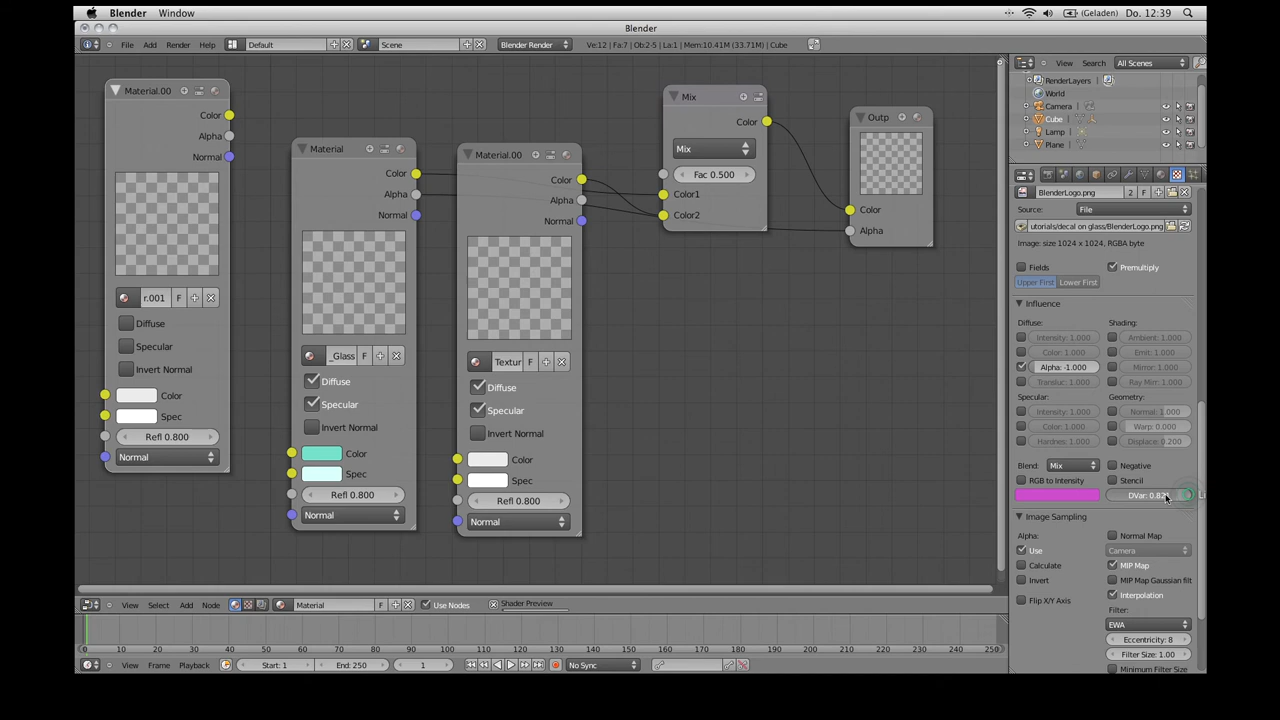 Blender Window (Geladen) Do. 12:39
Blender
File Add Render Help Default Scene Blender Render Ve:12 | Fa:7 | Ob:2-5 | La:1 | Mem:10.41M (33.71M) | Cube
View Search All Scenes
RenderLayers
World
Camera
Cube
Lamp
Plane
Material.00
Color
Alpha
Normal
r.001 F
Diffuse
Specular
Invert Normal
Color
Spec
Refl 0.800
Normal
Material
Color
Alpha
Normal
_Glass F
Diffuse
Specular
Invert Normal
Color
Spec
Refl 0.800
Normal
Material.00
Color
Alpha
Normal
Textur F
Diffuse
Specular
Invert Normal
Color
Spec
Refl 0.800
Normal
Mix
Color
Mix
Fac 0.500
Color1
Color2
Outp
Color
Alpha
BlenderLogo.png 2 F
Source: File
utorials/decal on glass/BlenderLogo.png
Image: size 1024 x 1024, RGBA byte
Fields Premultiply
Upper First Lower First
Influence
Diffuse: Shading:
Intensity: 1.000 Ambient: 1.000
Color: 1.000 Emit: 1.000
Alpha: -1.000 Mirror: 1.000
Transluc: 1.000 Ray Mirr: 1.000
Specular: Geometry:
Intensity: 1.000 Normal: 1.000
Color: 1.000 Warp: 0.000
Hardnes: 1.000 Displace: 0.200
Blend: Mix Negative
RGB to Intensity Stencil
Image Sampling
Alpha: Normal Map
Use Camera
Calculate MIP Map
Invert MIP Map Gaussian filt
Interpolation
Flip X/Y Axis
Filter:
EWA
Eccentricity: 8
Filter Size: 1.00
Minimum Filter Size
View Select Add Node Material F Use Nodes Shader Preview
0 10 20 30 40 50 60 70 80 90 100 110 120 130 140 150 160 170 180 190 200 210 220 230 240 250
View Frame Playback Start: 1 End: 250 1 No Sync